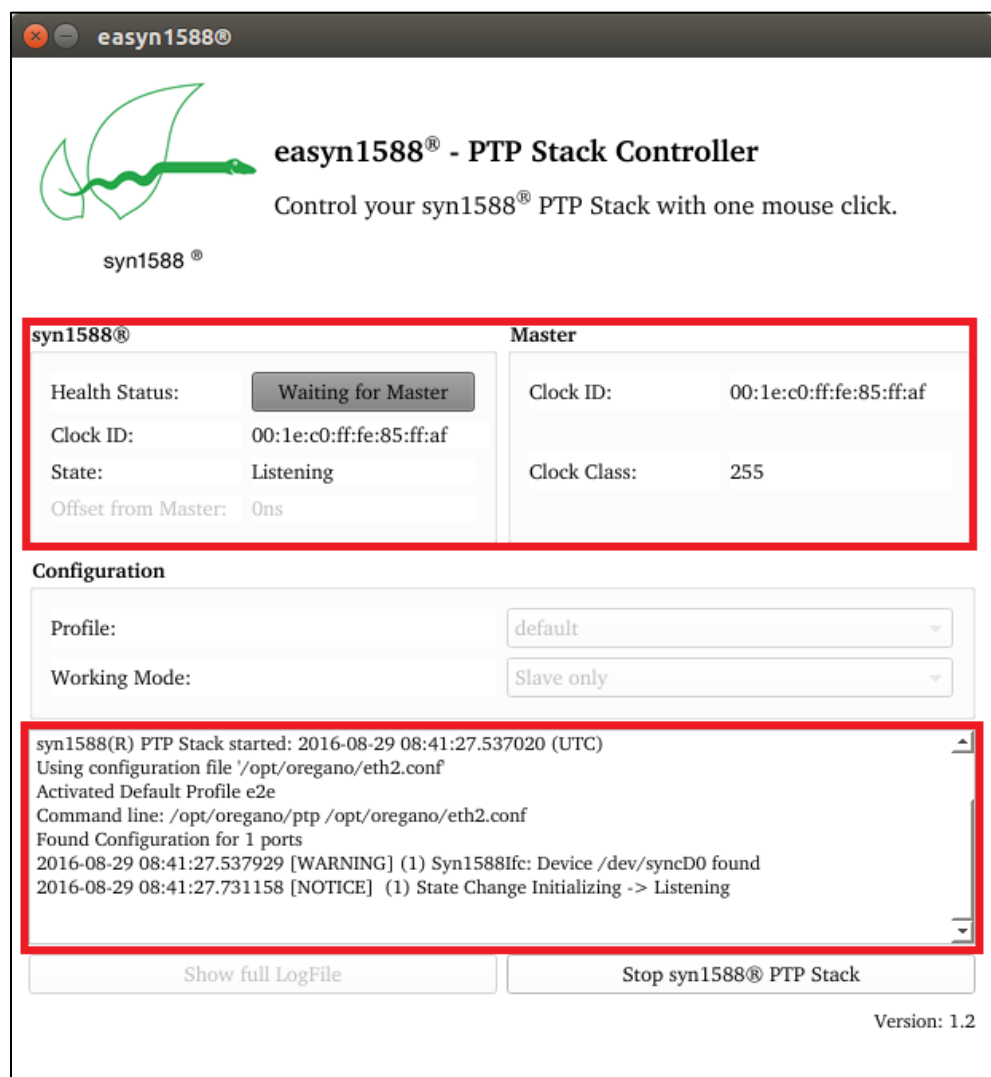 easyn1588®
easyn1588® - PTP Stack Controller
Control your syn1588® PTP Stack with one mouse click.
syn1588 ®
syn1588®
Master
Health Status:
Waiting for Master
Clock ID:
00:1e:c0:ff:fe:85:ff:af
Clock ID:
00:1e:c0:ff:fe:85:ff:af
State:
Listening
Clock Class:
255
Offset from Master:
0ns
Configuration
Profile:
default
Working Mode:
Slave only
syn1588(R) PTP Stack started: 2016-08-29 08:41:27.537020 (UTC)
Using configuration file '/opt/oregano/eth2.conf'
Activated Default Profile e2e
Command line: /opt/oregano/ptp /opt/oregano/eth2.conf
Found Configuration for 1 ports
2016-08-29 08:41:27.537929 [WARNING] (1) Syn1588Ifc: Device /dev/syncD0 found
2016-08-29 08:41:27.731158 [NOTICE] (1) State Change Initializing -> Listening
Show full LogFile
Stop syn1588® PTP Stack
Version: 1.2